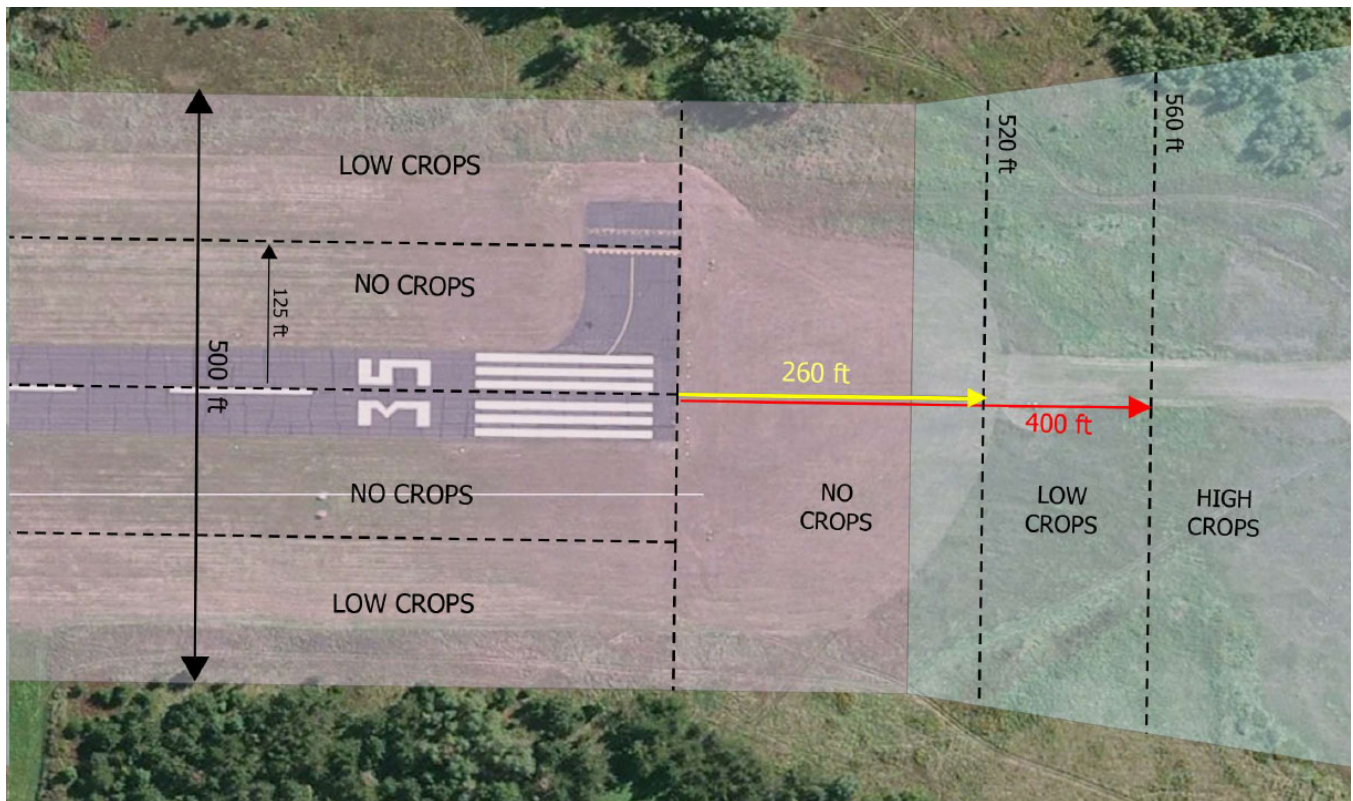 LOW CROPS
NO CROPS
125 ft
500 ft
35
260 ft
400 ft
520 ft
560 ft
NO CROPS
LOW CROPS
NO
CROPS
LOW
CROPS
HIGH
CROPS